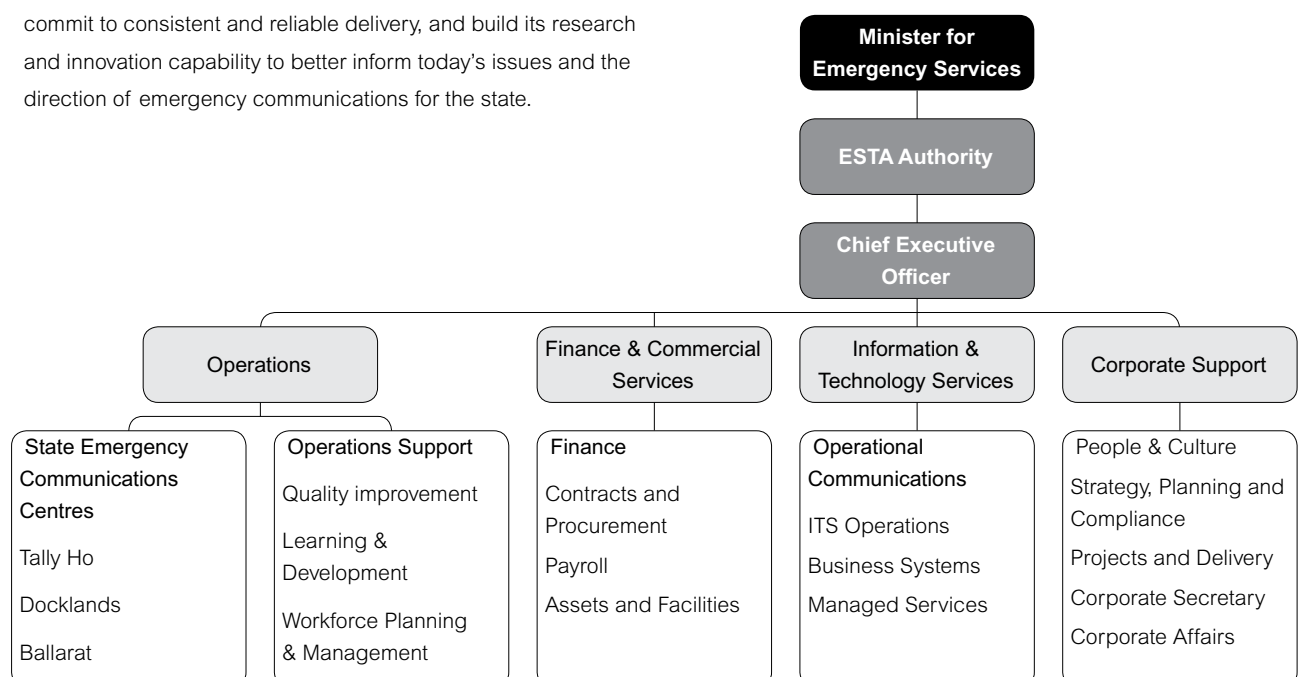 commit to consistent and reliable delivery, and build its research
and innovation capability to better inform today's issues and the
direction of emergency communications for the state.
Minister for
Emergency Services
ESTA Authority
Chief Executive
Officer
Operations
Finance & Commercial
Services
Information &
Technology Services
Corporate Support
State Emergency
Communications
Centres
Tally Ho
Docklands
Ballarat
Operations Support
Quality improvement
Learning &
Development
Workforce Planning
& Management
Finance
Contracts and
Procurement
Payroll
Assets and Facilities
Operational
Communications
ITS Operations
Business Systems
Managed Services
People & Culture
Strategy, Planning and
Compliance
Projects and Delivery
Corporate Secretary
Corporate Affairs